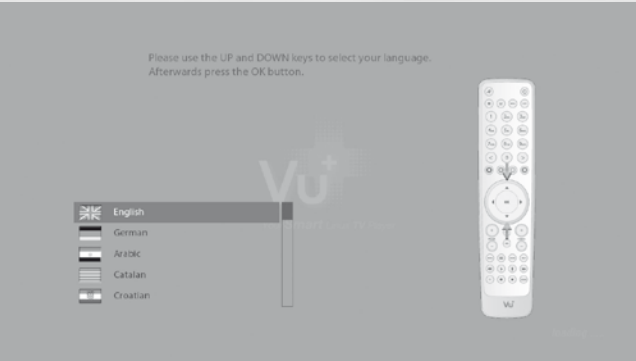 Please use the UP and DOWN keys to select your language.
Afterwards press the OK button.
Vu+
English
German
Arabic
Catalan
Croatian
Vu+